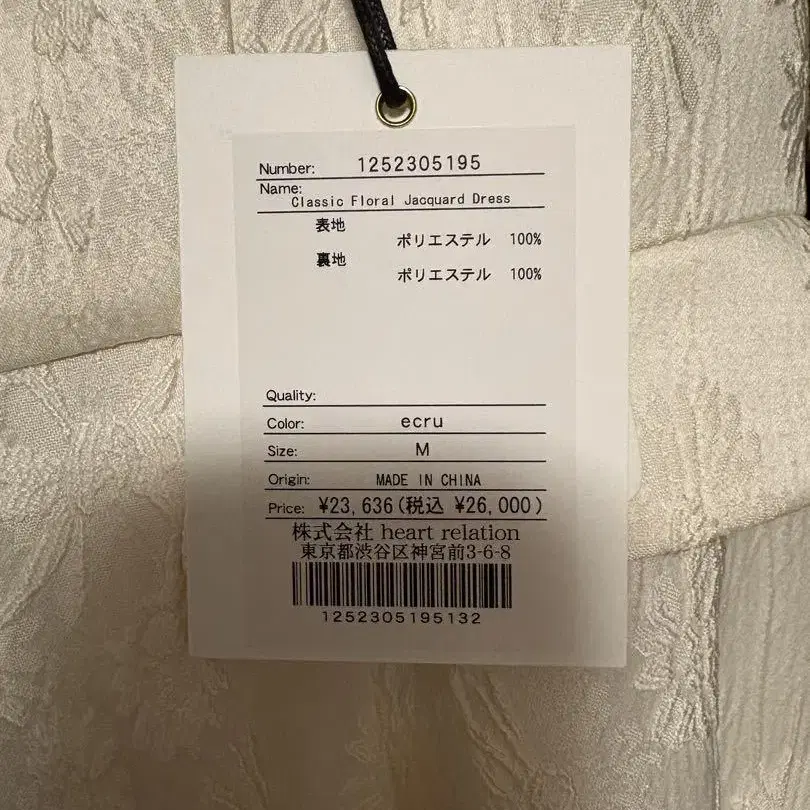 Number: 1252305195
Name:
Classic Floral Jacquard Dress
表地
ポリエステル 100%
裏地
ポリエステル 100%
Quality:
Color: ecru
Size: M
Origin: MADE IN CHINA
Price: ¥23,636(税込 ¥26,000)
株式会社 heart relation
東京都渋谷区神宮前3-6-8
1252305195132